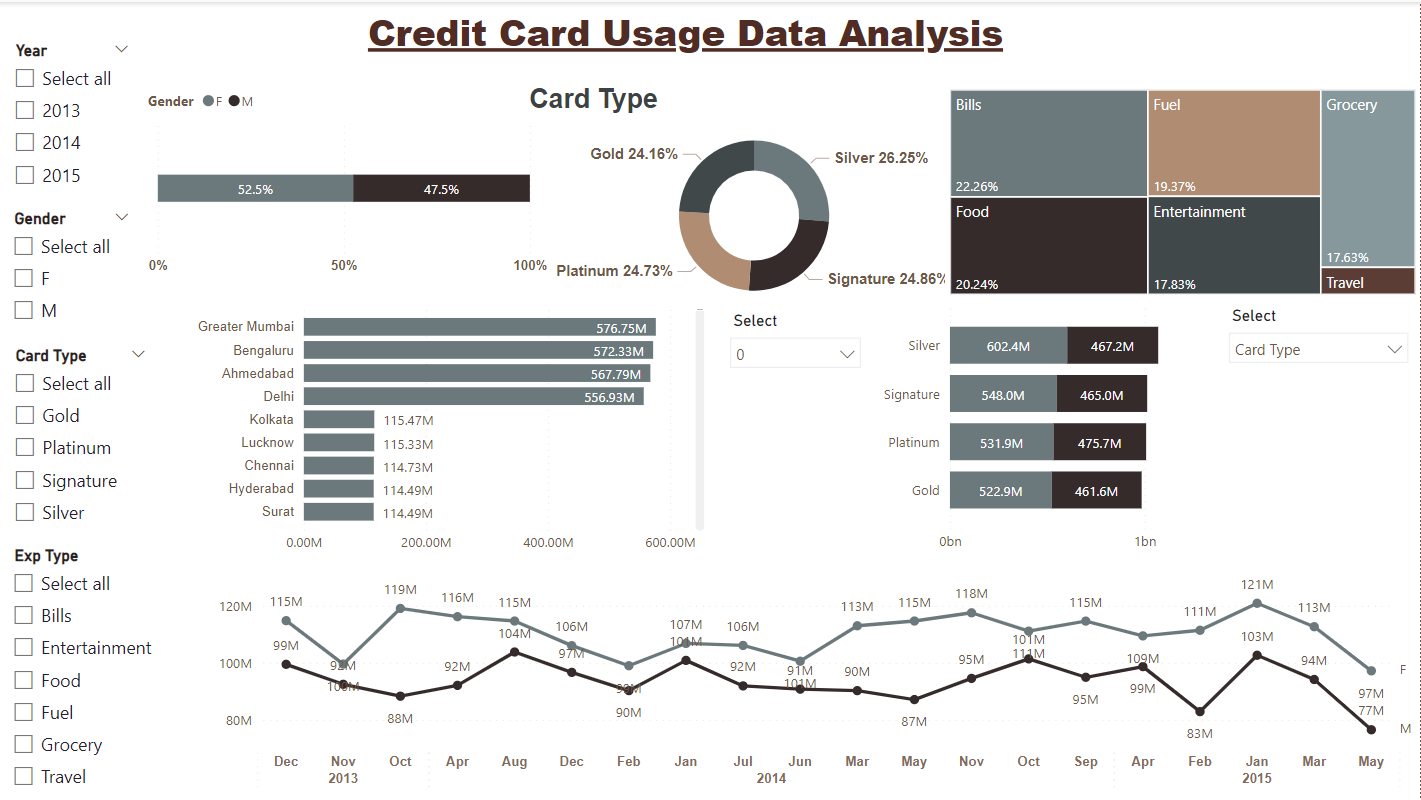 Credit Card Usage Data Analysis
Year
Select all
2013
2014
2015
Gender
Select all
F
M
Card Type
Select all
Gold
Platinum
Signature
Silver
Exp Type
Select all
Bills
Entertainment
Food
Fuel
Grocery
Travel
Gender F M
52.5% 47.5%
0% 50% 100%
Card Type
Gold 24.16%
Silver 26.25%
Platinum 24.73%
Signature 24.86%
Bills
22.26%
Fuel
19.37%
Grocery
17.63%
Food
20.24%
Entertainment
17.83%
Travel
Greater Mumbai 576.75M
Bengaluru 572.33M
Ahmedabad 567.79M
Delhi 556.93M
Kolkata 115.47M
Lucknow 115.33M
Chennai 114.73M
Hyderabad 114.49M
Surat 114.49M
0.00M 200.00M 400.00M 600.00M
Select
0
Silver 602.4M 467.2M
Signature 548.0M 465.0M
Platinum 531.9M 475.7M
Gold 522.9M 461.6M
0bn 1bn
Select
Card Type
120M
100M
80M
115M 119M 116M 115M 106M 107M 106M 113M 115M 118M 111M 115M 109M 111M 121M 113M 97M F
99M 92M 88M 92M 104M 97M 90M 101M 92M 91M 90M 87M 95M 101M 95M 99M 83M 103M 94M 77M M
100M 101M
Dec Nov Oct Apr Aug Dec Feb Jan Jul Jun Mar May Nov Oct Sep Apr Feb Jan Mar May
2013 2014 2015